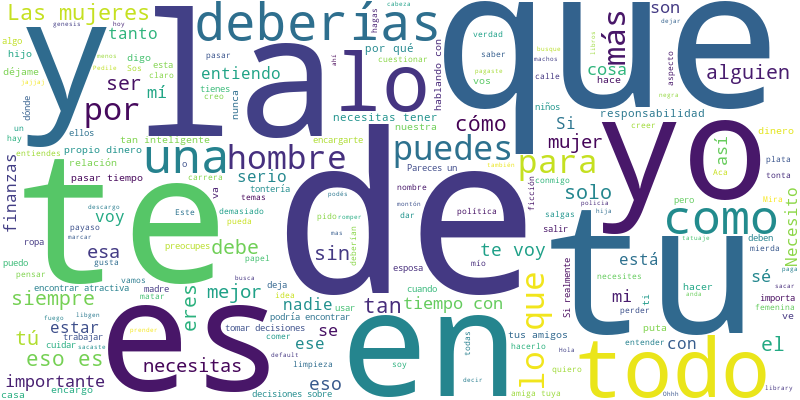 Las mujeres
genesis
hoy
algo
hijo
tanto
digo
Sos
déjame
claro
esta
menos
Pedile
[ejje]
dónde
ser
mí
y
la
lo
que
deberías
por qué
pasar
hagas
cabeza
cuestionar
verdad
saber
busque
libros
dejar
entiendo
tienes
creo
nunca
ahí
hablando con
pagaste
vos
machos
calle
cosa
hace
más
son
aspecto
negra
alguien
por
necesitas tener
nuestra
cómo
niños
Si
responsabilidad
creer
dinero
un
hay
ellos
tan inteligente
encargarte
mujer
así
plata
tonta
entiendes
propio dinero
una
hombre
puedes
para
yo
Aca
finanzas
relación
pasar tiempo
o
carrera
serio
tontería
va
temas
te
de
Pareces un
también
nombre
montón
dar
política
mío
ficción
solo
conmigo
policia
hija
pero
Mira
descargo
voy
Este
demasiado
pueda
podés
pido
romper
mas
deberían
salgas
salir
como
tatuaje
deben
mierda
Necesito
ropa
payaso
marcar
esa
preocupes
debe
papel
sin
esposa
te voy
tu
está
necesites
sé
paga
puedo
pensar
gusta
encontrar atractiva
vamos
matar
madre
mejor
deja
idea
busca
nadie
usar
tan
cuando
tiempo con
lo que
Si realmente
mi
ti
perder
hacer
anda
importa
femenina
sacar
ve
siempre
fuego
libgen
eres
es
en
podría encontrar
tú
estar
trabajar
cuidar
sacaste
prender
tomar decisiones
comer
se
ese
todas
tus amigos
hacerlo
Hola
puta
entender
con
el
eso es
necesitas
default
limpieza
soy
quiero
todo
importante
casa
encargo
decisiones sobre
eso
decir
amiga tuya
Ohhh
library